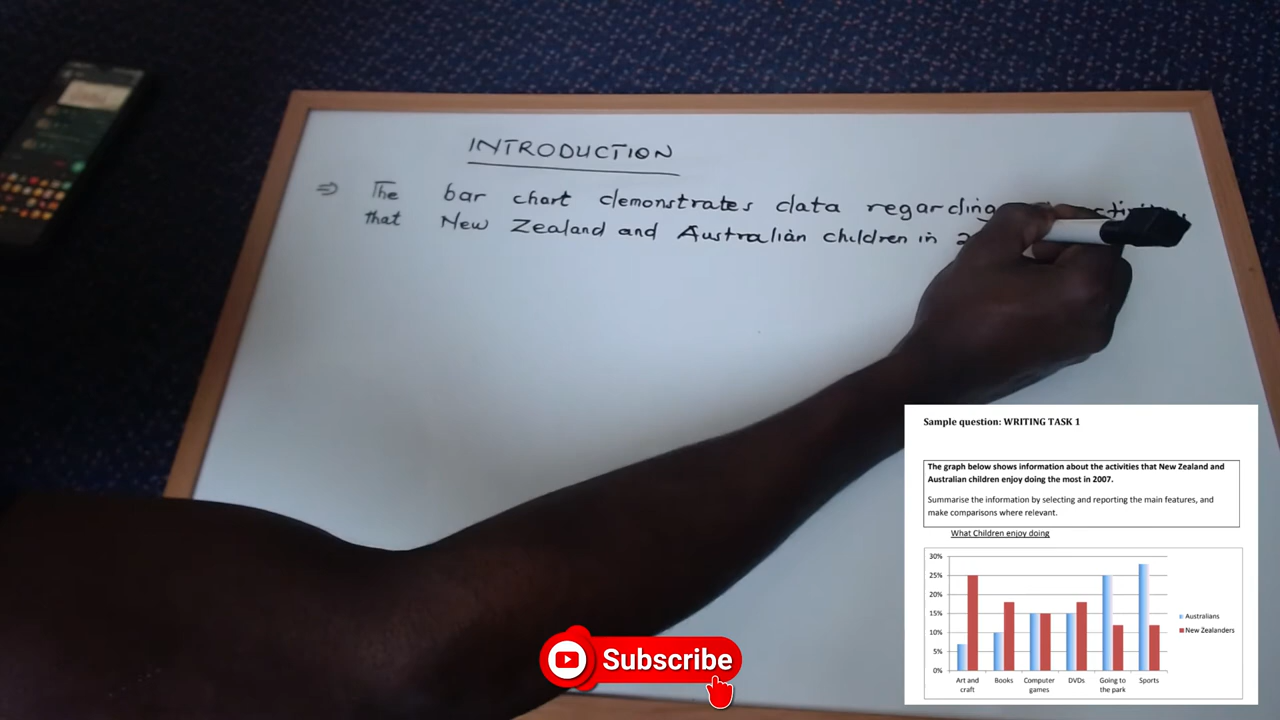 INTRODUCTION
⇒ The bar chart demonstrates data regarding
that New Zealand and Australian children in
Sample question: WRITING TASK 1
The graph below shows information about the activities that New Zealand and
Australian children enjoy doing the most in 2007.
Summarise the information by selecting and reporting the main features, and
make comparisons where relevant.
What Children enjoy doing
30%
25%
20%
15%
10%
5%
0%
Australians
New Zealanders
Art and Books Computer DVDs Going to Sports
craft games the park
Subscribe